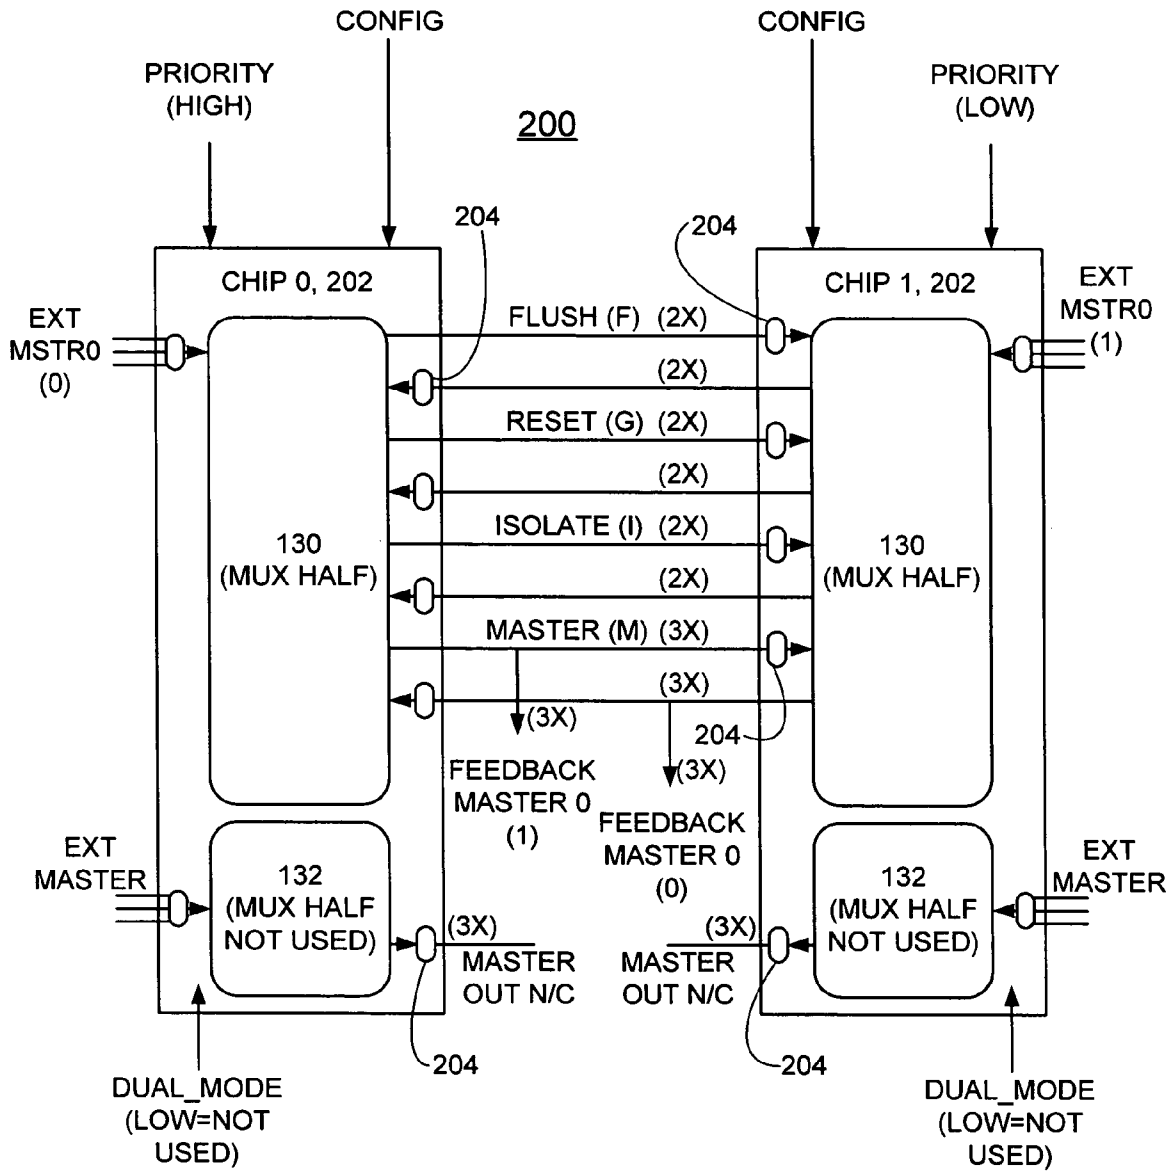 CONFIG
CONFIG
PRIORITY
(HIGH)
PRIORITY
(LOW)
200
204
204
CHIP 0, 202
CHIP 1, 202
EXT
MSTR0
(0)
EXT
MSTR0
(1)
FLUSH (F) (2X)
(2X)
RESET (G) (2X)
(2X)
ISOLATE (I) (2X)
(2X)
MASTER (M) (3X)
(3X)
130
(MUX HALF)
130
(MUX HALF)
(3X)
204
(3X)
FEEDBACK
MASTER 0
(1)
FEEDBACK
MASTER 0
(0)
EXT
MASTER
132
(MUX HALF
NOT USED)
132
(MUX HALF
NOT USED)
EXT
MASTER
(3X)
MASTER
OUT N/C
(3X)
MASTER
OUT N/C
204
204
DUAL_MODE
(LOW=NOT
USED)
DUAL_MODE
(LOW=NOT
USED)